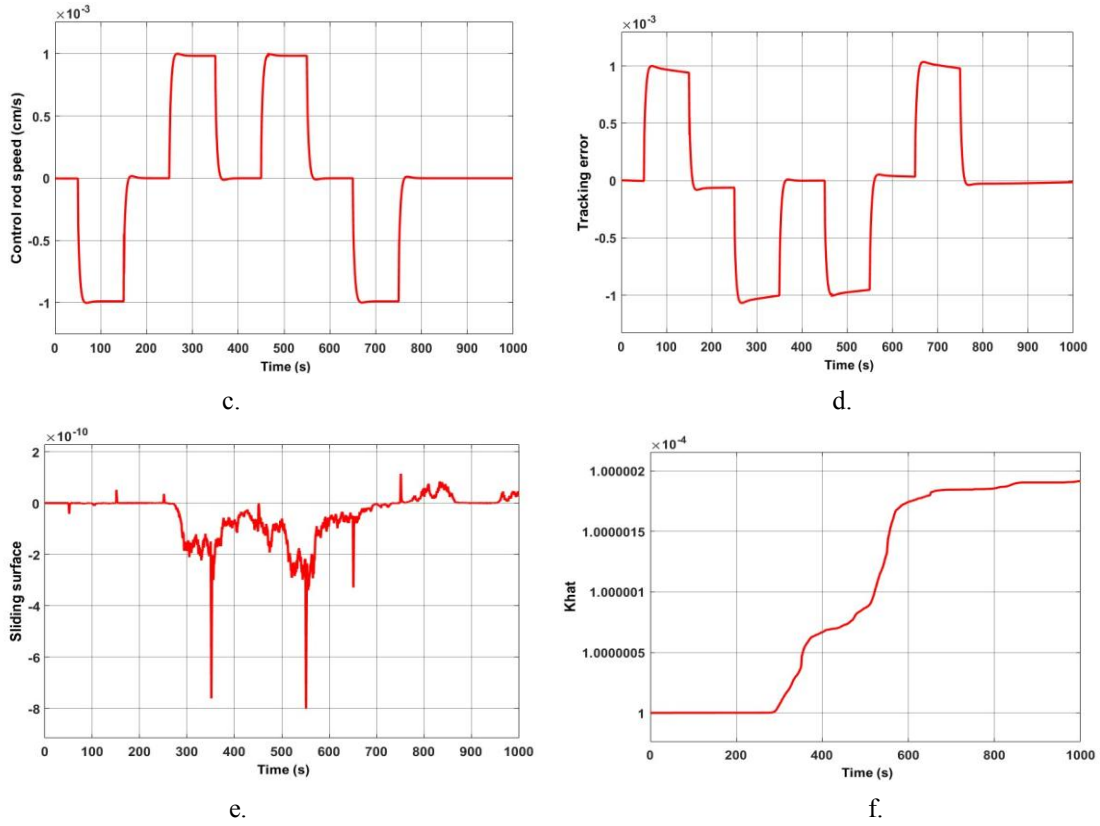 ×10-3
1
0.5
0
-0.5
-1
Control rod speed (cm/s)
0 100 200 300 400 500 600 700 800 900 1000
Time (s)
c.
×10-3
1
0.5
0
-0.5
-1
Tracking error
0 100 200 300 400 500 600 700 800 900 1000
Time (s)
d.
×10-10
2
0
-2
-4
-6
-8
Sliding surface
0 100 200 300 400 500 600 700 800 900 1000
Time (s)
e.
×10-4
1.000002
1.0000015
1.000001
1.0000005
1
Khat
0 200 400 600 800 1000
Time (s)
f.